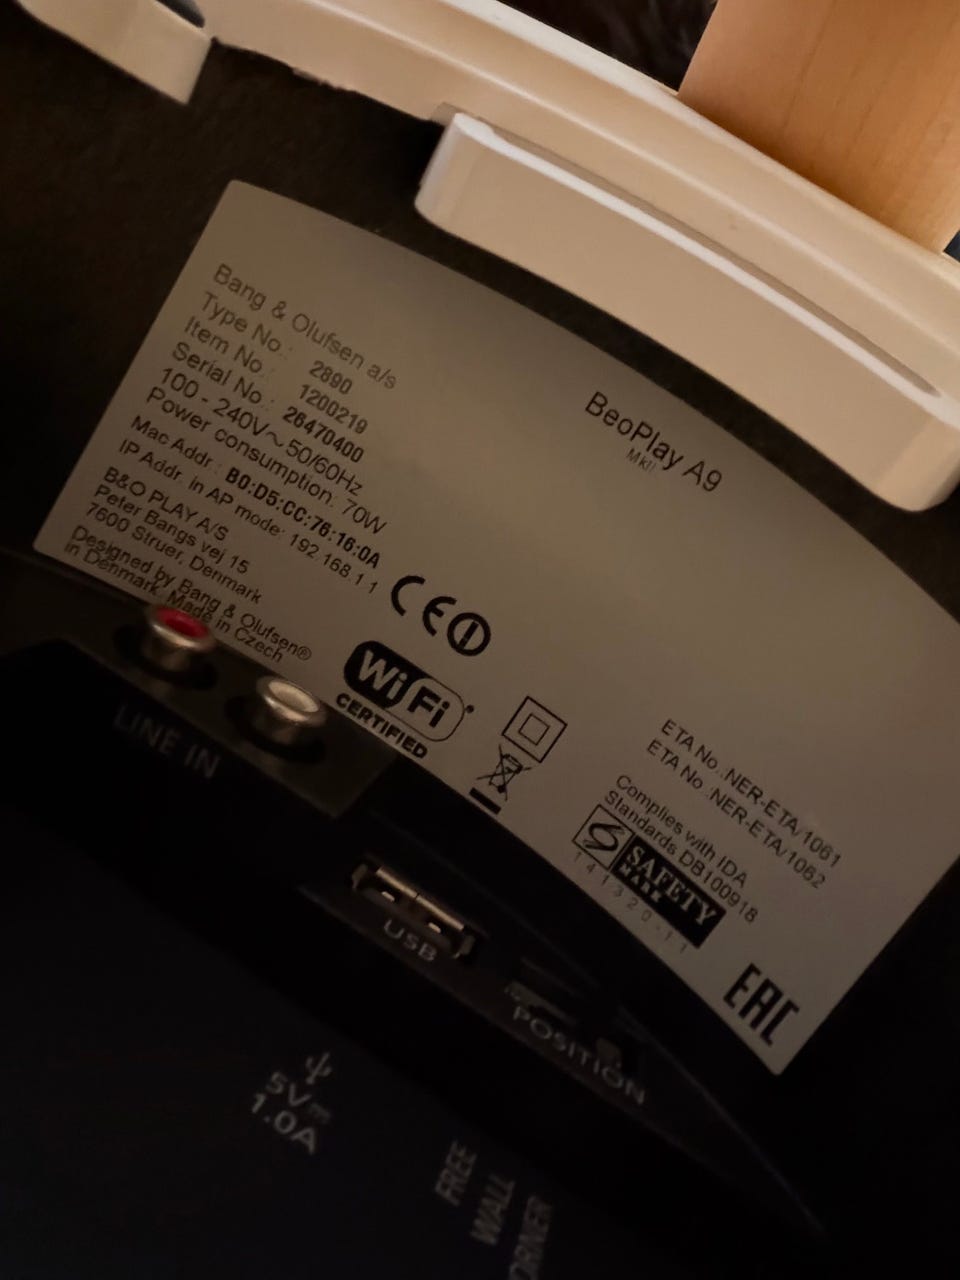 Bang & Olufsen a/s
Type No.: 2890
Item No.: 1200219
Serial No.: 26470400
100 - 240V~ 50/60Hz
Power consumption: 70W
Mac Addr.: B0:D5:CC:76:16:0A
IP Addr. in AP mode: 192.168.1.1
B&O PLAY A/S
Peter Bangs vej 15
7600 Struer, Denmark
Designed by Bang & Olufsen®
in Denmark. Made in Czech
BeoPlay A9
MkII
CE
WiFi
CERTIFIED
ETA No.:NER-ETA/1061
ETA No.:NER-ETA/1062
Complies with IDA
Standards DB100918
SAFETY
MARK
141320-11
EAC
LINE IN
USB
POSITION
5V
1.0A
FREE
WALL